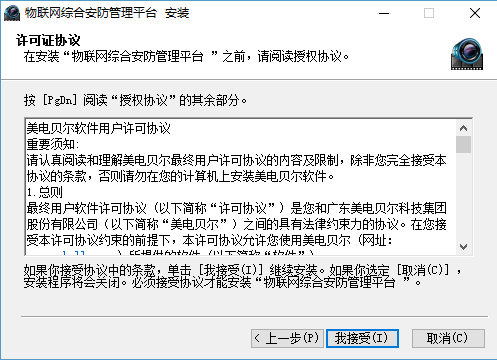 物联网综合安防管理平台 安装
许可证协议
在安装“物联网综合安防管理平台 ”之前，请阅读授权协议。
按 [PgDn] 阅读“授权协议”的其余部分。
美电贝尔软件用户许可协议
重要须知:
请认真阅读和理解美电贝尔最终用户许可协议的内容及限制，除非您完全接受本
协议的条款，否则请勿在您的计算机上安装美电贝尔软件。
1.总则
最终用户软件许可协议（以下简称“许可协议”）是您和广东美电贝尔科技集团
股份有限公司（以下简称“美电贝尔”）之间的具有法律约束力的协议。在您接
受本许可协议约束的前提下，本许可协议允许您使用美电贝尔（网址：
）所提供的软件（以下简称“软件”）
如果你接受协议中的条款，单击 [我接受(I)] 继续安装。如果你选定 [取消(C)] ，
安装程序将会关闭。必须接受协议才能安装“物联网综合安防管理平台 ”。
< 上一步(P)
我接受(I)
取消(C)